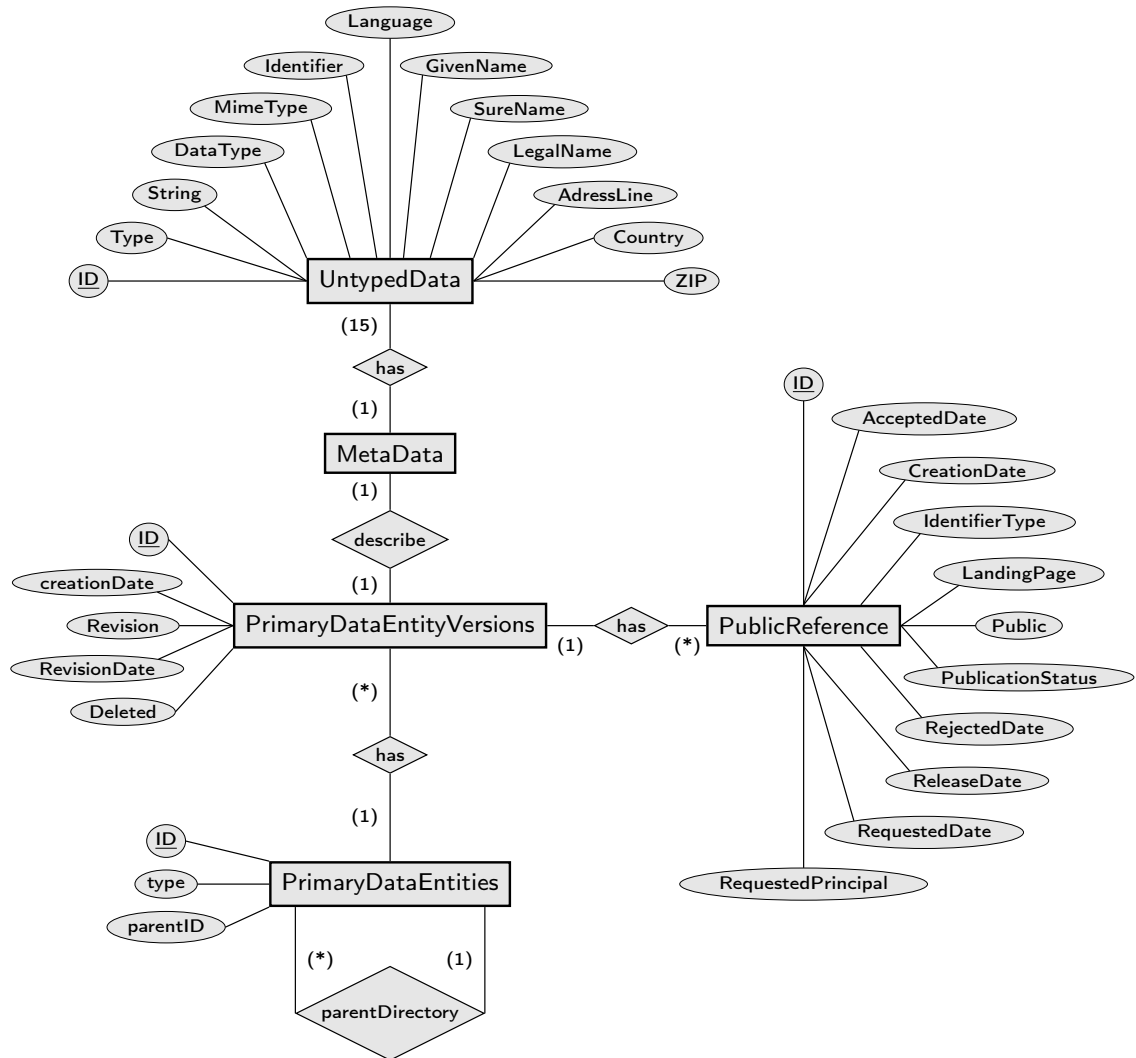 Language
Identifier
GivenName
MimeType
SureName
DataType
LegalName
String
AdressLine
Type
Country
ID
UntypedData
ZIP
(15)
has
ID
(1)
AcceptedDate
MetaData
CreationDate
(1)
IdentifierType
ID
describe
LandingPage
creationDate
(1)
Revision
PrimaryDataEntityVersions
has
PublicReference
Public
(1)
(*)
RevisionDate
PublicationStatus
(*)
Deleted
RejectedDate
has
ReleaseDate
(1)
RequestedDate
ID
PrimaryDataEntities
type
RequestedPrincipal
parentID
(*)
(1)
parentDirectory